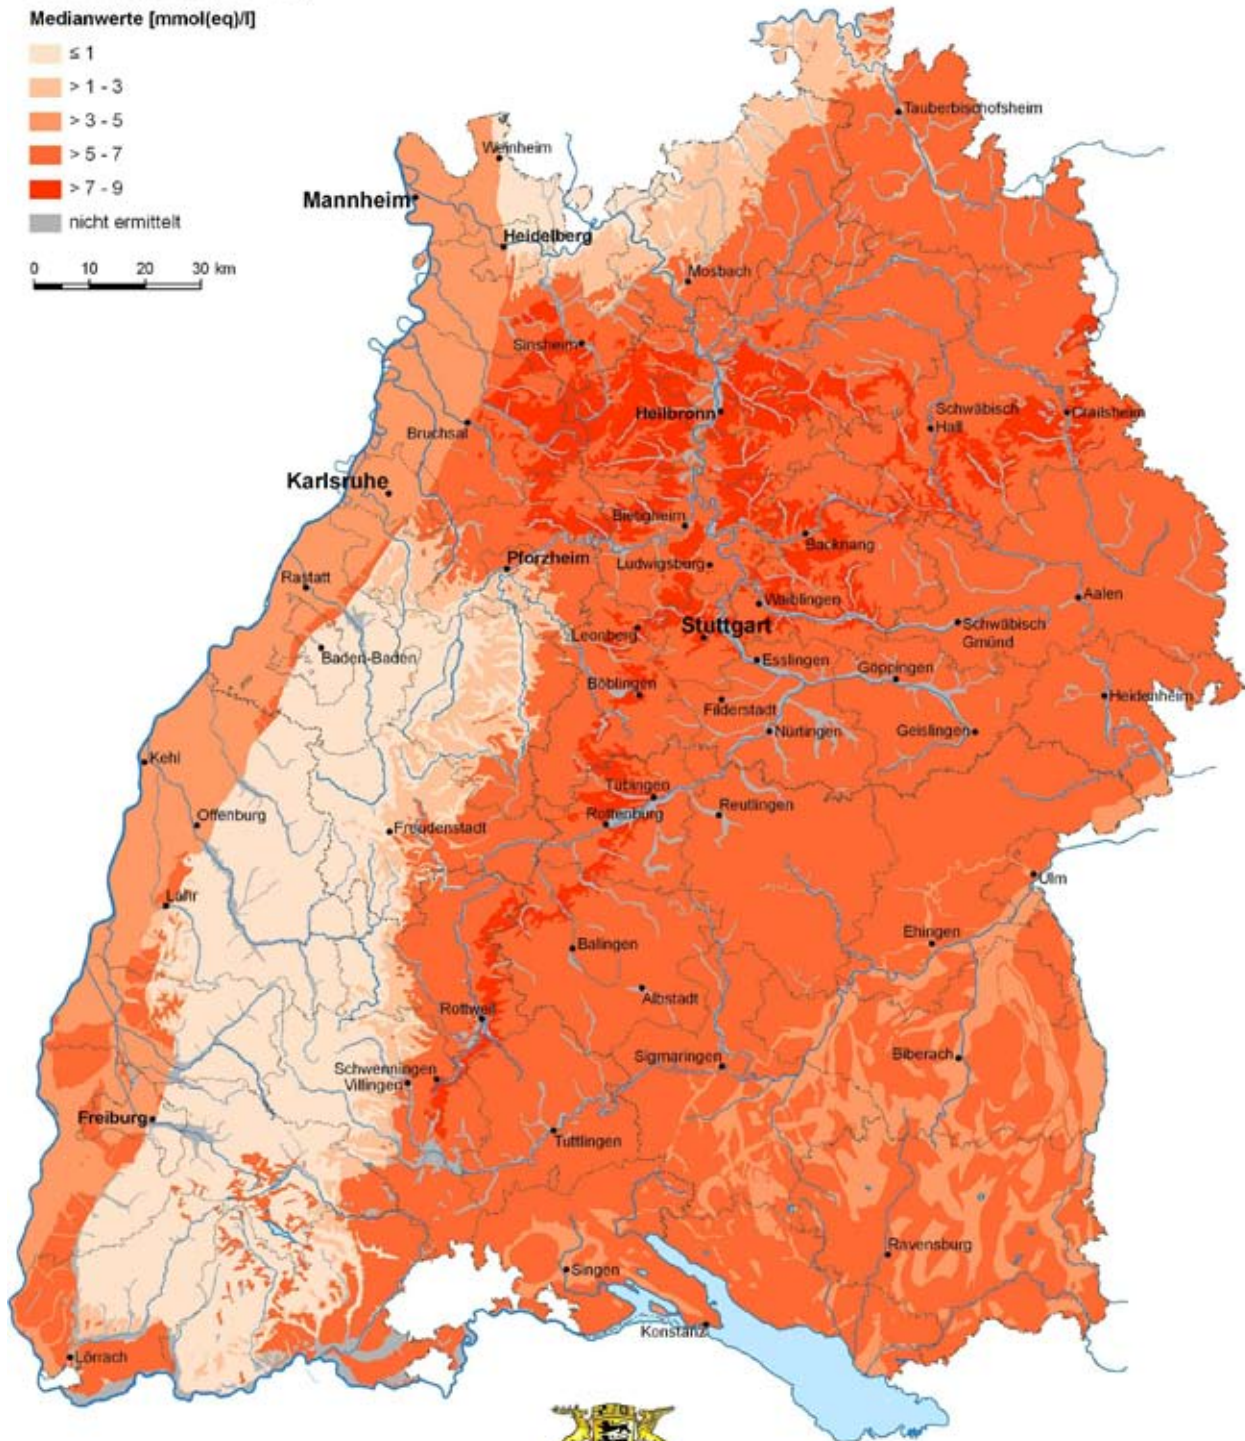 Medianwerte [mmol(eq)/l]
≤ 1
> 1 - 3
> 3 - 5
> 5 - 7
> 7 - 9
nicht ermittelt
0 10 20 30 km
Tauberbischofsheim
Weinheim
Mannheim
Heidelberg
Mosbach
Sinsheim
Heilbronn
Schwäbisch
Hall
Crailsheim
Bruchsal
Karlsruhe
Bietigheim
Backnang
Pforzheim
Ludwigsburg
Rastatt
Waiblingen
Aalen
Leonberg
Stuttgart
Schwäbisch
Gmünd
Baden-Baden
Esslingen
Göppingen
Böblingen
Filderstadt
Heidenheim
Nürtingen
Geislingen
Kehl
Tübingen
Reutlingen
Offenburg
Rottenburg
Freudenstadt
Ulm
Lahr
Ehingen
Balingen
Albstadt
Rottweil
Sigmaringen
Biberach
Schwenningen
Villingen
Freiburg
Tuttlingen
Ravensburg
Singen
Konstanz
Lörrach